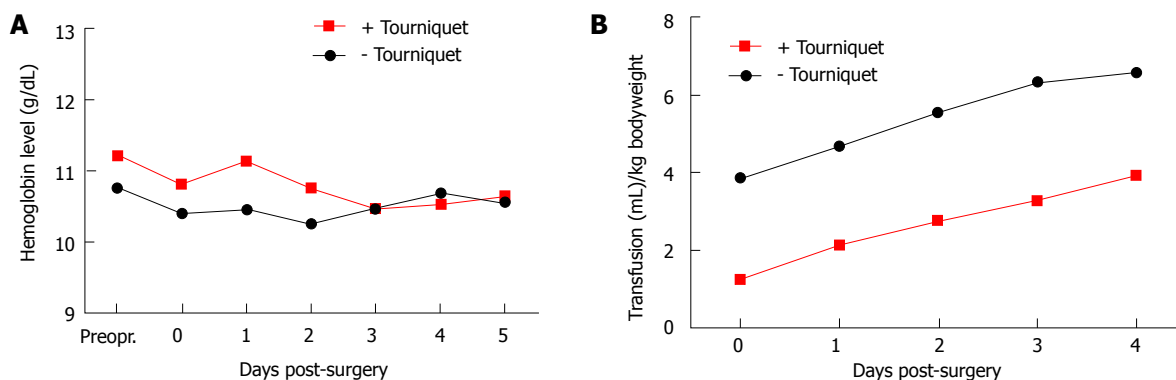 A
+ Tourniquet
- Tourniquet
Hemoglobin level (g/dL)
13
12
11
10
9
Preopr.
0
1
2
3
4
5
Days post-surgery
B
+ Tourniquet
- Tourniquet
Transfusion (mL)/kg bodyweight
8
6
4
2
0
0
1
2
3
4
Days post-surgery